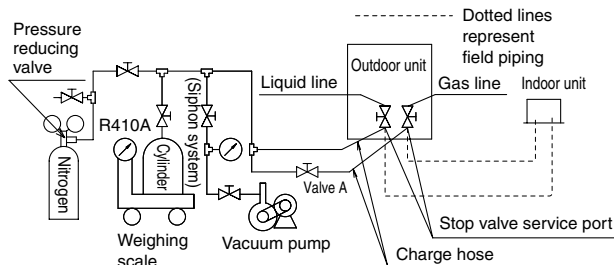 Pressure
reducing
valve
Dotted lines
represent
field piping
Outdoor unit
Liquid line
Gas line
Indoor unit
(Siphon system)
R410A
Cylinder
Nitrogen
Valve A
Stop valve service port
Weighing
scale
Vacuum pump
Charge hose